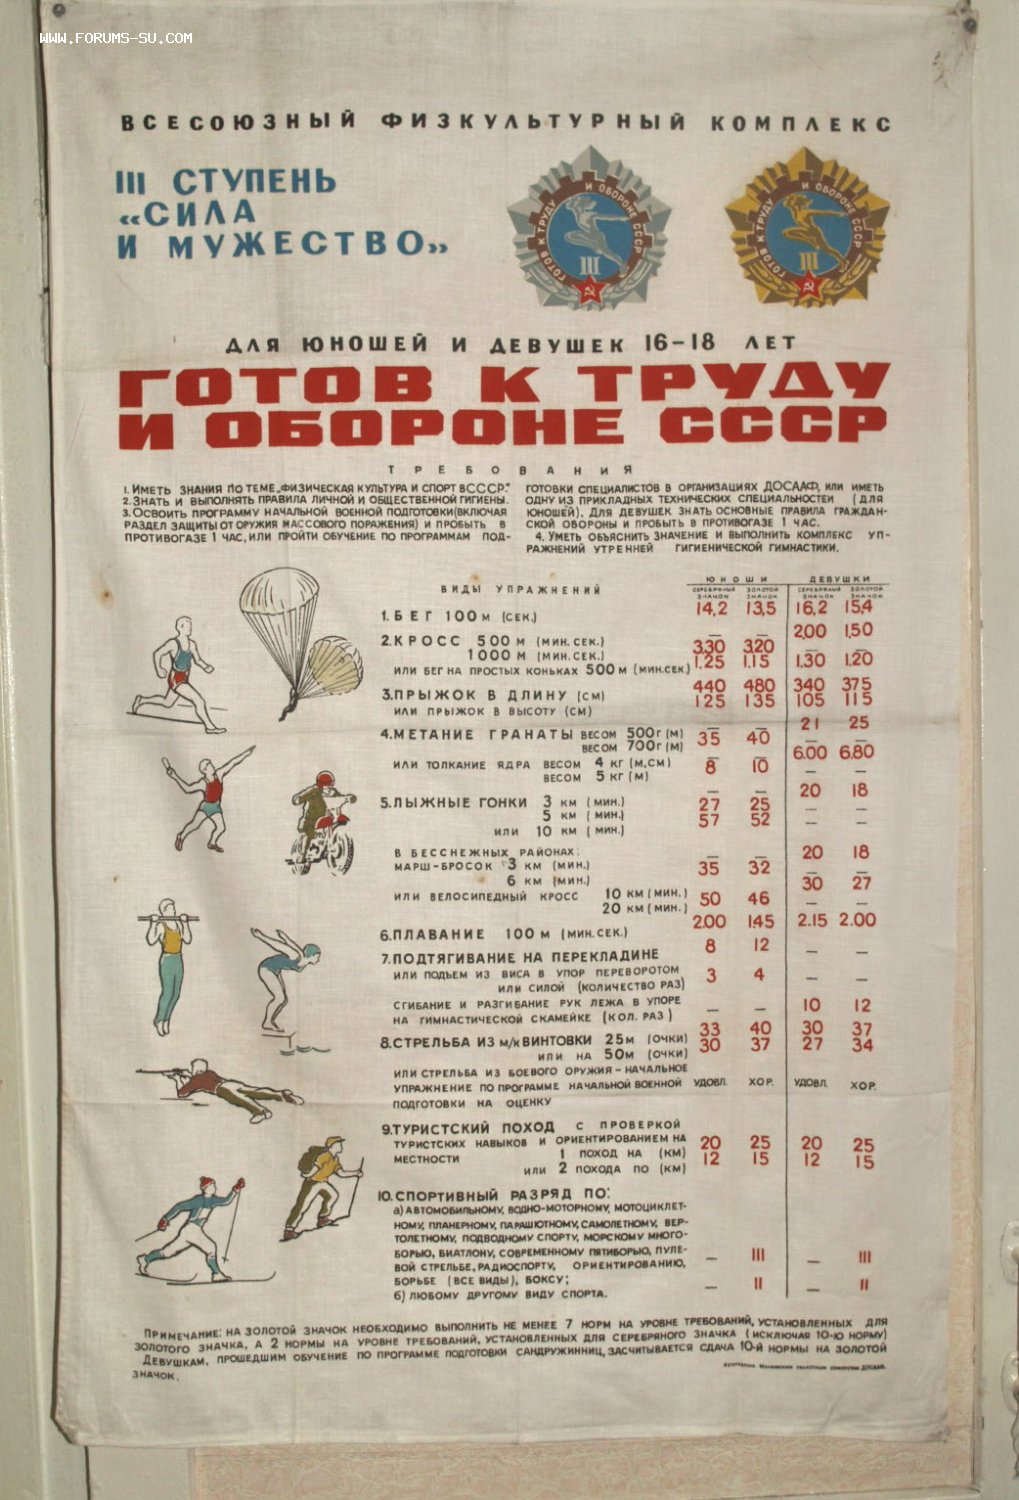 WWW.FORUMS-SU.COM
ВСЕСОЮЗНЫЙ ФИЗКУЛЬТУРНЫЙ КОМПЛЕКС
III СТУПЕНЬ
«СИЛА
И МУЖЕСТВО»
ГОТОВ К ТРУДУ И ОБОРОНЕ СССР
III
ГОТОВ К ТРУДУ И ОБОРОНЕ СССР
III
ДЛЯ ЮНОШЕЙ И ДЕВУШЕК 16-18 ЛЕТ
ГОТОВ К ТРУДУ
И ОБОРОНЕ СССР
ТРЕБОВАНИЯ
1. ИМЕТЬ ЗНАНИЯ ПО ТЕМЕ „ФИЗИЧЕСКАЯ КУЛЬТУРА И СПОРТ В СССР."
2. ЗНАТЬ И ВЫПОЛНЯТЬ ПРАВИЛА ЛИЧНОЙ И ОБЩЕСТВЕННОЙ ГИГИЕНЫ.
3. ОСВОИТЬ ПРОГРАММУ НАЧАЛЬНОЙ ВОЕННОЙ ПОДГОТОВКИ (ВКЛЮЧАЯ
РАЗДЕЛ ЗАЩИТЫ ОТ ОРУЖИЯ МАССОВОГО ПОРАЖЕНИЯ) И ПРОБЫТЬ В
ПРОТИВОГАЗЕ 1 ЧАС, ИЛИ ПРОЙТИ ОБУЧЕНИЕ ПО ПРОГРАММАМ ПОД-
ГОТОВКИ СПЕЦИАЛИСТОВ В ОРГАНИЗАЦИЯХ ДОСААФ, ИЛИ ИМЕТЬ
ОДНУ ИЗ ПРИКЛАДНЫХ ТЕХНИЧЕСКИХ СПЕЦИАЛЬНОСТЕЙ (ДЛЯ
ЮНОШЕЙ). ДЛЯ ДЕВУШЕК ЗНАТЬ ОСНОВНЫЕ ПРАВИЛА ГРАЖДАН-
СКОЙ ОБОРОНЫ И ПРОБЫТЬ В ПРОТИВОГАЗЕ 1 ЧАС.
4. УМЕТЬ ОБЪЯСНИТЬ ЗНАЧЕНИЕ И ВЫПОЛНИТЬ КОМПЛЕКС УП-
РАЖНЕНИЙ УТРЕННЕЙ ГИГИЕНИЧЕСКОЙ ГИМНАСТИКИ.
ВИДЫ УПРАЖНЕНИЙ ЮНОШИ ДЕВУШКИ
СЕРЕБРЯНЫЙ ЗНАЧОК ЗОЛОТОЙ ЗНАЧОК СЕРЕБРЯНЫЙ ЗНАЧОК ЗОЛОТОЙ ЗНАЧОК
1. БЕГ 100 М (СЕК.) 14,2 13,5 16,2 15,4
2. КРОСС 500 М (МИН. СЕК.) — — 2.00 1.50
1000 М (МИН. СЕК.) 3.30 3.20 — —
ИЛИ БЕГ НА ПРОСТЫХ КОНЬКАХ 500 М (МИН.СЕК.) 1.25 1.15 1.30 1.20
3. ПРЫЖОК В ДЛИНУ (СМ) 440 480 340 375
ИЛИ ПРЫЖОК В ВЫСОТУ (СМ) 125 135 105 115
4. МЕТАНИЕ ГРАНАТЫ ВЕСОМ 500 Г (М) — — 21 25
ВЕСОМ 700 Г (М) 35 40 — —
ИЛИ ТОЛКАНИЕ ЯДРА ВЕСОМ 4 КГ (М, СМ) — — 6.00 6.80
ВЕСОМ 5 КГ (М) 8 10 — —
5. ЛЫЖНЫЕ ГОНКИ 3 КМ (МИН.) — — 20 18
5 КМ (МИН.) 27 25 — —
ИЛИ 10 КМ (МИН.) 57 52 — —
В БЕССНЕЖНЫХ РАЙОНАХ:
МАРШ-БРОСОК 3 КМ (МИН.) — — 20 18
6 КМ (МИН.) 35 32 — —
ИЛИ ВЕЛОСИПЕДНЫЙ КРОСС 10 КМ (МИН.) — — 30 27
20 КМ (МИН.) 50 46 — —
6. ПЛАВАНИЕ 100 М (МИН. СЕК.) 2.00 1.45 2.15 2.00
7. ПОДТЯГИВАНИЕ НА ПЕРЕКЛАДИНЕ 8 12 — —
ИЛИ ПОДЪЕМ ИЗ ВИСА В УПОР ПЕРЕВОРОТОМ
ИЛИ СИЛОЙ (КОЛИЧЕСТВО РАЗ) 3 4 — —
СГИБАНИЕ И РАЗГИБАНИЕ РУК ЛЕЖА В УПОРЕ
НА ГИМНАСТИЧЕСКОЙ СКАМЕЙКЕ (КОЛ. РАЗ) — — 10 12
8. СТРЕЛЬБА ИЗ М/К ВИНТОВКИ 25 М (ОЧКИ) 33 40 30 37
ИЛИ НА 50 М (ОЧКИ) 30 37 27 34
ИЛИ СТРЕЛЬБА ИЗ БОЕВОГО ОРУЖИЯ - НАЧАЛЬНОЕ
УПРАЖНЕНИЕ ПО ПРОГРАММЕ НАЧАЛЬНОЙ ВОЕННОЙ УДОВЛ. ХОР. УДОВЛ. ХОР.
ПОДГОТОВКИ НА ОЦЕНКУ
9. ТУРИСТСКИЙ ПОХОД С ПРОВЕРКОЙ
ТУРИСТСКИХ НАВЫКОВ И ОРИЕНТИРОВАНИЕМ НА
МЕСТНОСТИ 1 ПОХОД НА (КМ) 20 25 20 25
ИЛИ 2 ПОХОДА ПО (КМ) 12 15 12 15
10. СПОРТИВНЫЙ РАЗРЯД ПО:
а) АВТОМОБИЛЬНОМУ, ВОДНО-МОТОРНОМУ, МОТОЦИКЛЕТ-
НОМУ, ПЛАНЕРНОМУ, ПАРАШЮТНОМУ, САМОЛЕТНОМУ, ВЕР-
ТОЛЕТНОМУ, ПОДВОДНОМУ СПОРТУ, МОРСКОМУ МНОГО-
БОРЬЮ, БИАТЛОНУ, СОВРЕМЕННОМУ ПЯТИБОРЬЮ, ПУЛЕ-
ВОЙ СТРЕЛЬБЕ, РАДИОСПОРТУ, ОРИЕНТИРОВАНИЮ, — III — III
БОРЬБЕ (ВСЕ ВИДЫ), БОКСУ;
б) ЛЮБОМУ ДРУГОМУ ВИДУ СПОРТА. — II — II
ПРИМЕЧАНИЕ: НА ЗОЛОТОЙ ЗНАЧОК НЕОБХОДИМО ВЫПОЛНИТЬ НЕ МЕНЕЕ 7 НОРМ НА УРОВНЕ ТРЕБОВАНИЙ, УСТАНОВЛЕННЫХ ДЛЯ
ЗОЛОТОГО ЗНАЧКА, А 2 НОРМЫ НА УРОВНЕ ТРЕБОВАНИЙ, УСТАНОВЛЕННЫХ ДЛЯ СЕРЕБРЯНОГО ЗНАЧКА (ИСКЛЮЧАЯ 10-Ю НОРМУ)
ДЕВУШКАМ, ПРОШЕДШИМ ОБУЧЕНИЕ ПО ПРОГРАММЕ ПОДГОТОВКИ САНДРУЖИННИЦ, ЗАСЧИТЫВАЕТСЯ СДАЧА 10-Й НОРМЫ НА ЗОЛОТОЙ
ЗНАЧОК.
ДОСААФ.